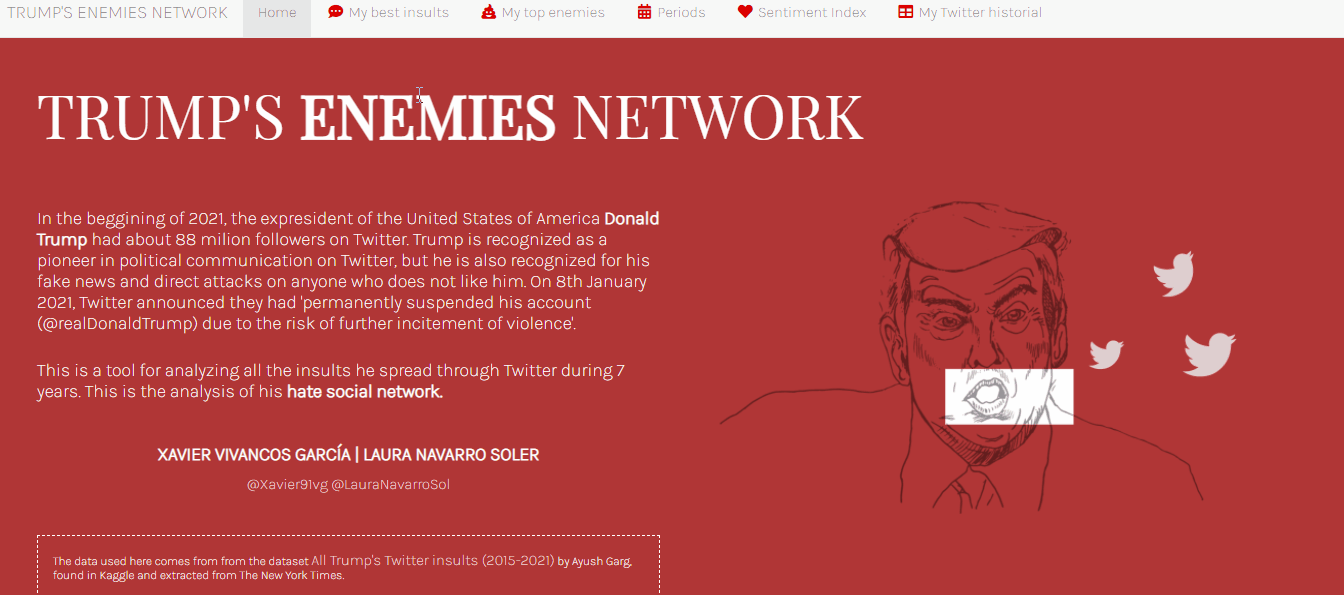 TRUMP'S ENEMIES NETWORK Home My best insults My top enemies Periods Sentiment Index My Twitter historial
TRUMP'S ENEMIES NETWORK
In the beggining of 2021, the expresident of the United States of America Donald
Trump had about 88 milion followers on Twitter. Trump is recognized as a
pioneer in political communication on Twitter, but he is also recognized for his
fake news and direct attacks on anyone who does not like him. On 8th January
2021, Twitter announced they had 'permanently suspended his account
(@realDonaldTrump) due to the risk of further incitement of violence'.
This is a tool for analyzing all the insults he spread through Twitter during 7
years. This is the analysis of his hate social network.
XAVIER VIVANCOS GARCÍA | LAURA NAVARRO SOLER
@Xavier91vg @LauraNavarroSol
The data used here comes from from the dataset All Trump's Twitter insults (2015-2021) by Ayush Garg,
found in Kaggle and extracted from The New York Times.